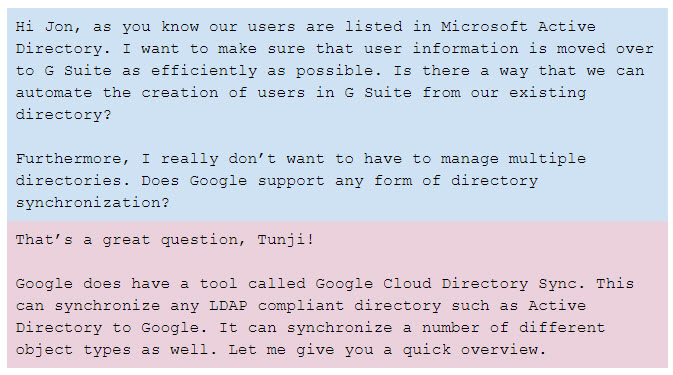 Hi Jon, as you know our users are listed in Microsoft Active
Directory. I want to make sure that user information is moved over
to G Suite as efficiently as possible. Is there a way that we can
automate the creation of users in G Suite from our existing
directory?
Furthermore, I really don’t want to have to manage multiple
directories. Does Google support any form of directory
synchronization?
That’s a great question, Tunji!
Google does have a tool called Google Cloud Directory Sync. This
can synchronize any LDAP compliant directory such as Active
Directory to Google. It can synchronize a number of different
object types as well. Let me give you a quick overview.